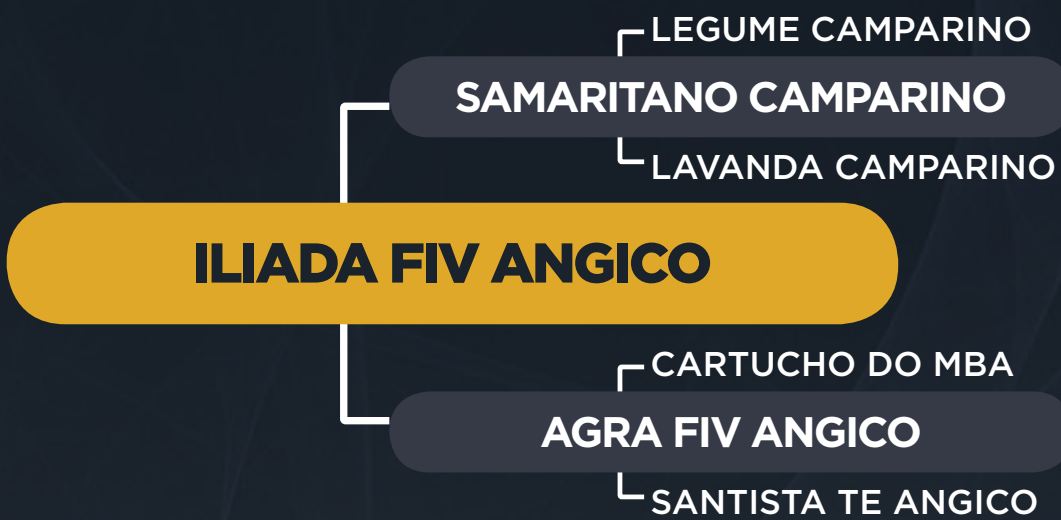 LEGUME CAMPARINO
SAMARITANO CAMPARINO
LAVANDA CAMPARINO
ILIADA FIV ANGICO
CARTUCHO DO MBA
AGRA FIV ANGICO
SANTISTA TE ANGICO